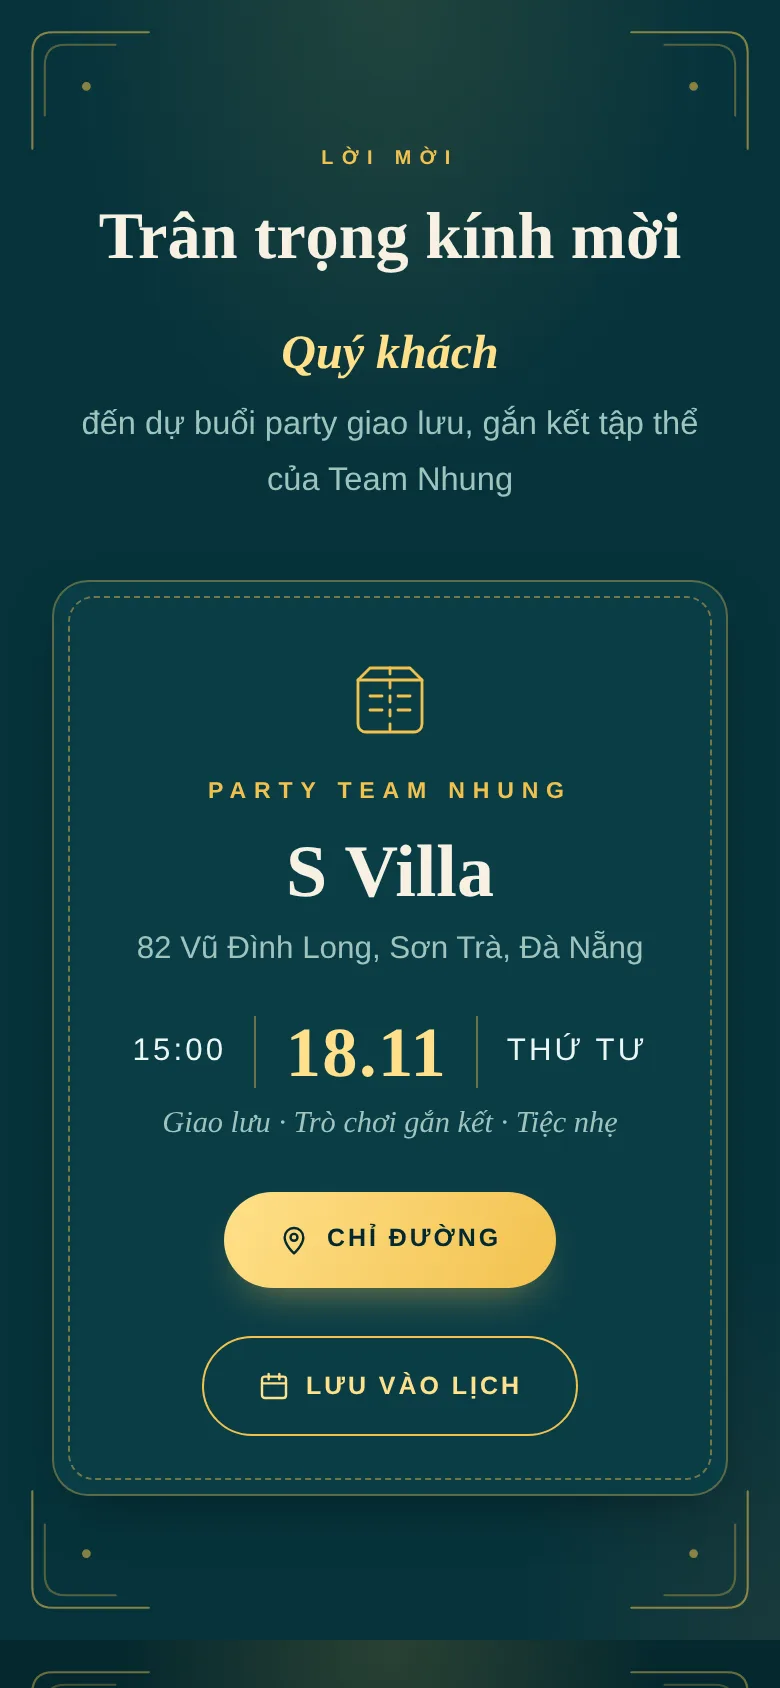 LỜI MỜI
Trân trọng kính mời
Quý khách
đến dự buổi party giao lưu, gắn kết tập thể
của Team Nhung
PARTY TEAM NHUNG
S Villa
82 Vũ Đình Long, Sơn Trà, Đà Nẵng
15:00 18.11 THỨ TƯ
Giao lưu · Trò chơi gắn kết · Tiệc nhẹ
CHỈ ĐƯỜNG
LƯU VÀO LỊCH